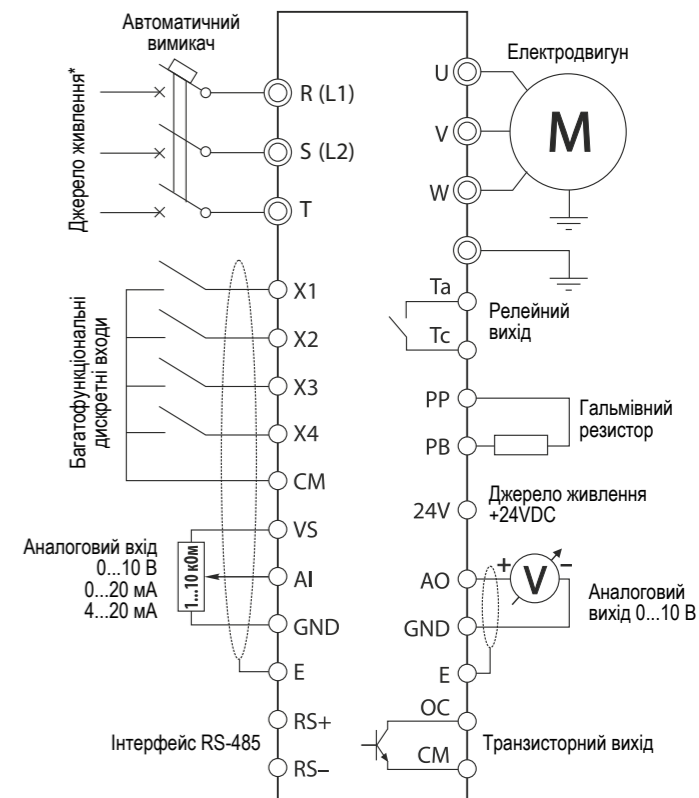 Автоматичний
вимикач
Джерело живлення*
R (L1)
S (L2)
T
U
V
W
Електродвигун
M
Багатофункціональні
дискретні входи
X1
X2
X3
X4
CM
Ta
Tc
Релейний
вихід
PP
PB
Гальмівний
резистор
24V
Джерело живлення
+24VDC
Аналоговий вхід
0...10 В
0...20 мА
4...20 мА
1...10 кОм
VS
AI
GND
E
AO
GND
E
+
V
–
Аналоговий
вихід 0...10 В
Інтерфейс RS-485
RS+
RS–
OC
CM
Транзисторний вихід